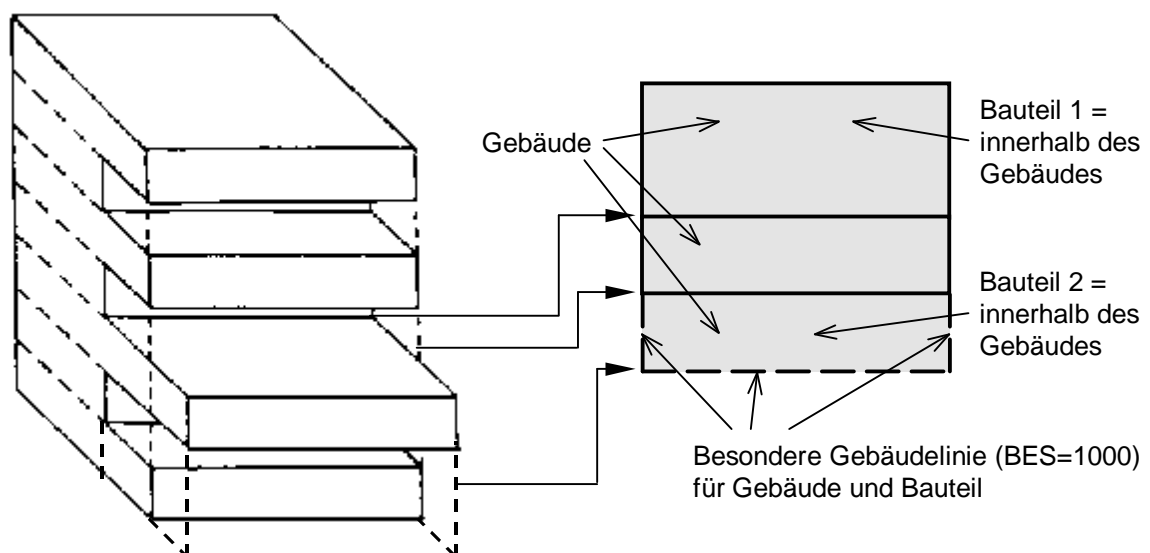 Gebäude
Bauteil 1 =
innerhalb des
Gebäudes
Bauteil 2 =
innerhalb des
Gebäudes
Besondere Gebäudelinie (BES=1000)
für Gebäude und Bauteil